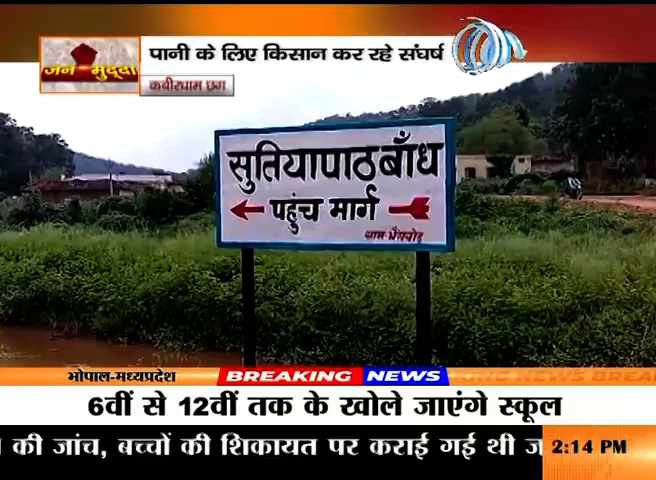 पानी के लिए किसान कर रहे संघर्ष
जन मुद्दा
कबीरधाम छग
सुतियापाठबाँध
पहुंच मार्ग
ग्राम
भोपाल-मध्यप्रदेश
BREAKING NEWS
6वीं से 12वीं तक के खोले जाएंगे स्कूल
की जांच, बच्चों की शिकायत पर कराई गई थी
2:14 PM